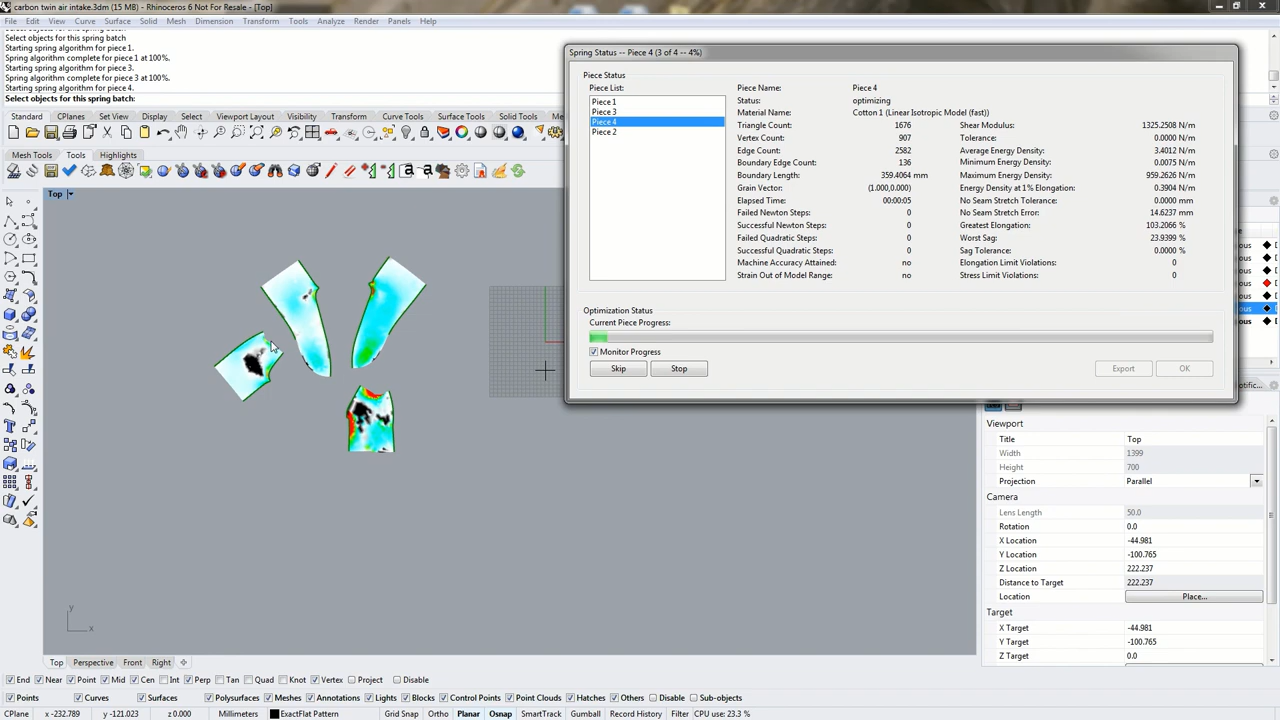 carbon twin air intake.3dm (15 MB) - Rhinoceros 6 Not For Resale - [Top]
File Edit View Curve Surface Solid Mesh Dimension Transform Tools Analyze Render Panels Help
Select objects for this spring batch
Starting spring algorithm for piece 1.
Spring algorithm complete for piece 1 at 100%.
Starting spring algorithm for piece 3.
Spring algorithm complete for piece 3 at 100%.
Starting spring algorithm for piece 4.
Select objects for this spring batch:
Standard CPlanes Set View Display Select Viewport Layout Visibility Transform Curve Tools Surface Tools Solid Tools
Mesh Tools Tools Highlights
Top
Spring Status -- Piece 4 (3 of 4 -- 4%)
Piece Status
Piece List:
Piece 1
Piece 3
Piece 4
Piece 2
Piece Name: Piece 4
Status: optimizing
Material Name: Cotton 1 (Linear Isotropic Model (fast))
Triangle Count: 1676 Shear Modulus: 1325.2508 N/m
Vertex Count: 907 Tolerance: 0.0000 N/m
Edge Count: 2582 Average Energy Density: 3.4012 N/m
Boundary Edge Count: 136 Minimum Energy Density: 0.0075 N/m
Boundary Length: 359.4064 mm Maximum Energy Density: 959.2626 N/m
Grain Vector: (1.000,0.000) Energy Density at 1% Elongation: 0.3904 N/m
Elapsed Time: 00:00:05 No Seam Stretch Tolerance: 0.0000 mm
Failed Newton Steps: 0 No Seam Stretch Error: 14.6237 mm
Successful Newton Steps: 0 Greatest Elongation: 103.2066 %
Failed Quadratic Steps: 0 Worst Sag: 23.9399 %
Successful Quadratic Steps: 0 Sag Tolerance: 0.0000 %
Machine Accuracy Attained: no Elongation Limit Violations: 0
Strain Out of Model Range: no Stress Limit Violations: 0
Optimization Status
Current Piece Progress:
Monitor Progress
Skip Stop Export OK
Viewport
Title Top
Width 1399
Height 700
Projection Parallel
Camera
Lens Length 50.0
Rotation 0.0
X Location -44.981
Y Location -100.765
Z Location 222.237
Distance to Target 222.237
Location Place...
Target
X Target -44.981
Y Target -100.765
Z Target 0.0
y
x
Top Perspective Front Right
End Near Point Mid Cen Int Perp Tan Quad Knot Vertex Project Disable
Points Curves Surfaces Polysurfaces Meshes Annotations Lights Blocks Control Points Point Clouds Hatches Others Disable Sub-objects
CPlane x -232.789 y -121.023 z 0.000 Millimeters ExactFlat Pattern Grid Snap Ortho Planar Osnap SmartTrack Gumball Record History Filter CPU use: 23.3 %